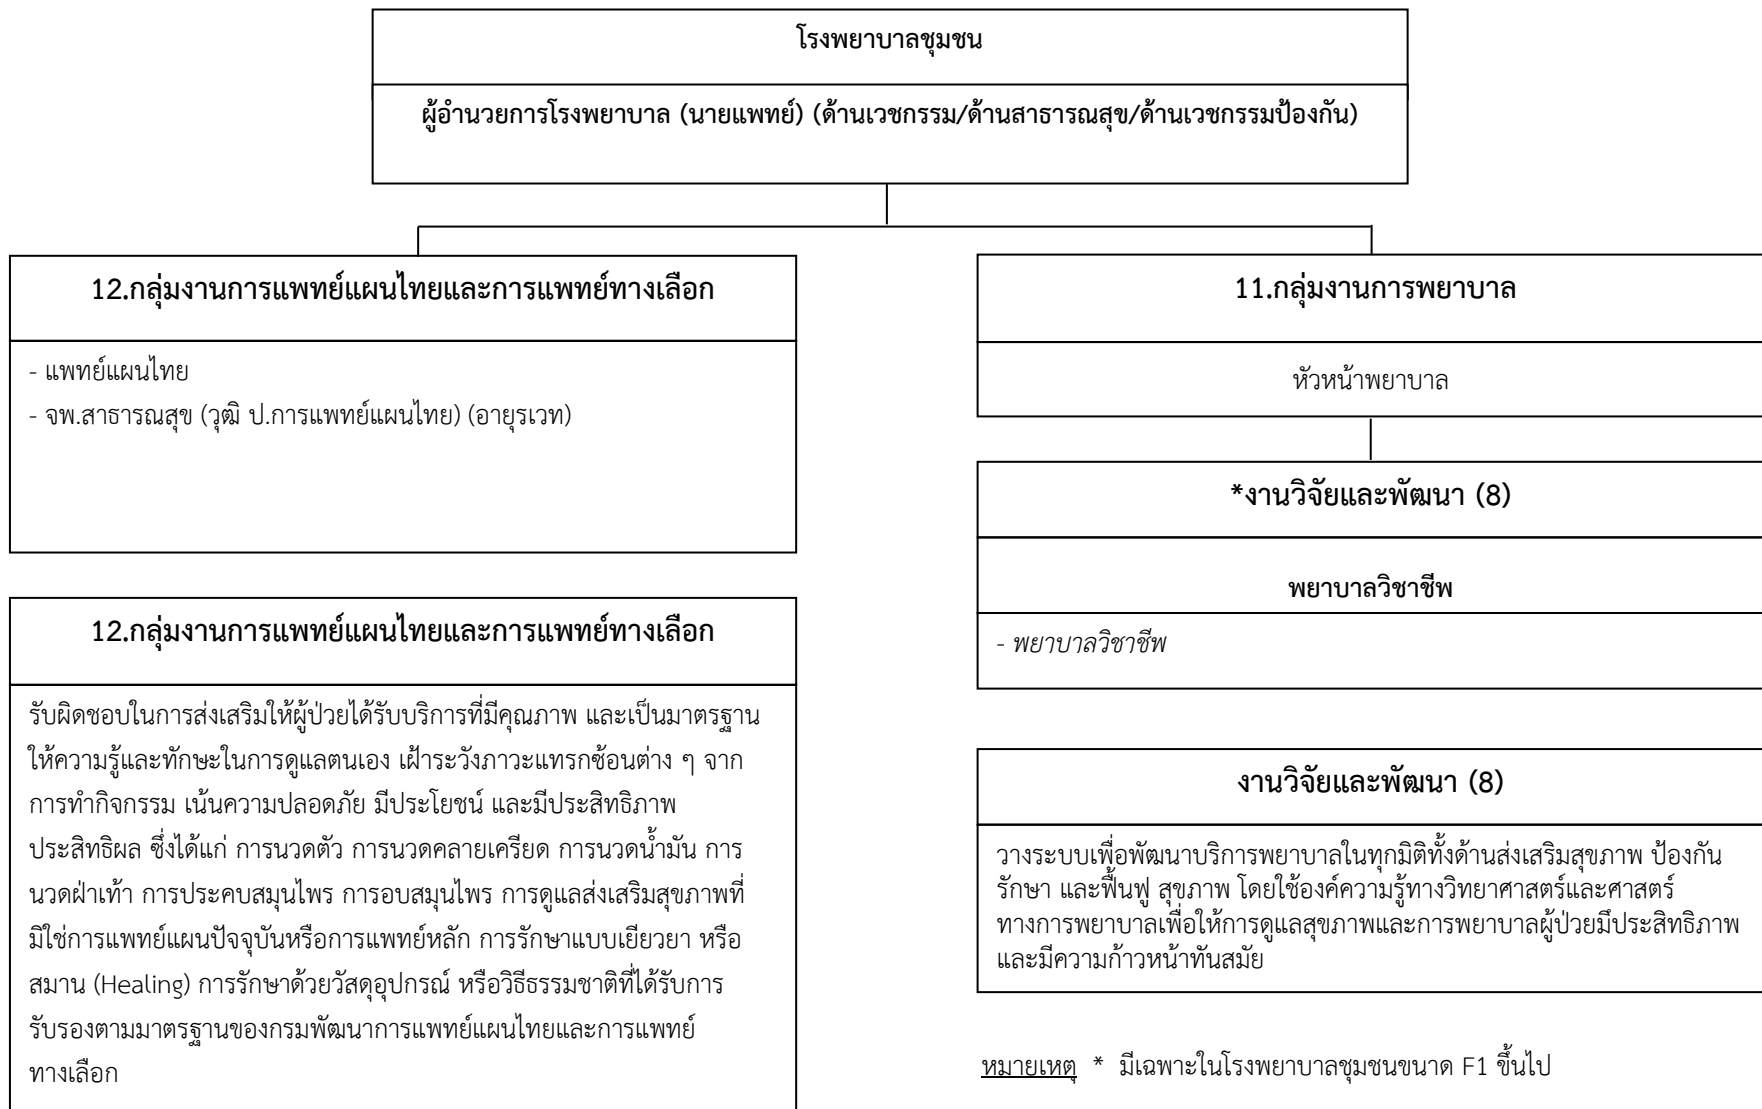 โรงพยาบาลชุมชน
ผู้อำนวยการโรงพยาบาล (นายแพทย์) (ด้านเวชกรรม/ด้านสาธารณสุข/ด้านเวชกรรมป้องกัน)
12.กลุ่มงานการแพทย์แผนไทยและการแพทย์ทางเลือก
- แพทย์แผนไทย
- จพ.สาธารณสุข (วุฒิ ป.การแพทย์แผนไทย) (อายุรเวท)
12.กลุ่มงานการแพทย์แผนไทยและการแพทย์ทางเลือก
รับผิดชอบในการส่งเสริมให้ผู้ป่วยได้รับบริการที่มีคุณภาพ และเป็นมาตรฐาน
ให้ความรู้และทักษะในการดูแลตนเอง เฝ้าระวังภาวะแทรกซ้อนต่าง ๆ จาก
การทำกิจกรรม เน้นความปลอดภัย มีประโยชน์ และมีประสิทธิภาพ
ประสิทธิผล ซึ่งได้แก่ การนวดตัว การนวดคลายเครียด การนวดน้ำมัน การ
นวดฝ่าเท้า การประคบสมุนไพร การอบสมุนไพร การดูแลส่งเสริมสุขภาพที่
มิใช่การแพทย์แผนปัจจุบันหรือการแพทย์หลัก การรักษาแบบเยียวยา หรือ
สมาน (Healing) การรักษาด้วยวัสดุอุปกรณ์ หรือวิธีธรรมชาติที่ได้รับการ
รับรองตามมาตรฐานของกรมพัฒนาการแพทย์แผนไทยและการแพทย์
ทางเลือก
11.กลุ่มงานการพยาบาล
หัวหน้าพยาบาล
*งานวิจัยและพัฒนา (8)
พยาบาลวิชาชีพ
- พยาบาลวิชาชีพ
งานวิจัยและพัฒนา (8)
วางระบบเพื่อพัฒนาบริการพยาบาลในทุกมิติทั้งด้านส่งเสริมสุขภาพ ป้องกัน
รักษา และฟื้นฟู สุขภาพ โดยใช้องค์ความรู้ทางวิทยาศาสตร์และศาสตร์
ทางการพยาบาลเพื่อให้การดูแลสุขภาพและการพยาบาลผู้ป่วยมีประสิทธิภาพ
และมีความก้าวหน้าทันสมัย
หมายเหตุ * มีเฉพาะในโรงพยาบาลชุมชนขนาด F1 ขึ้นไป